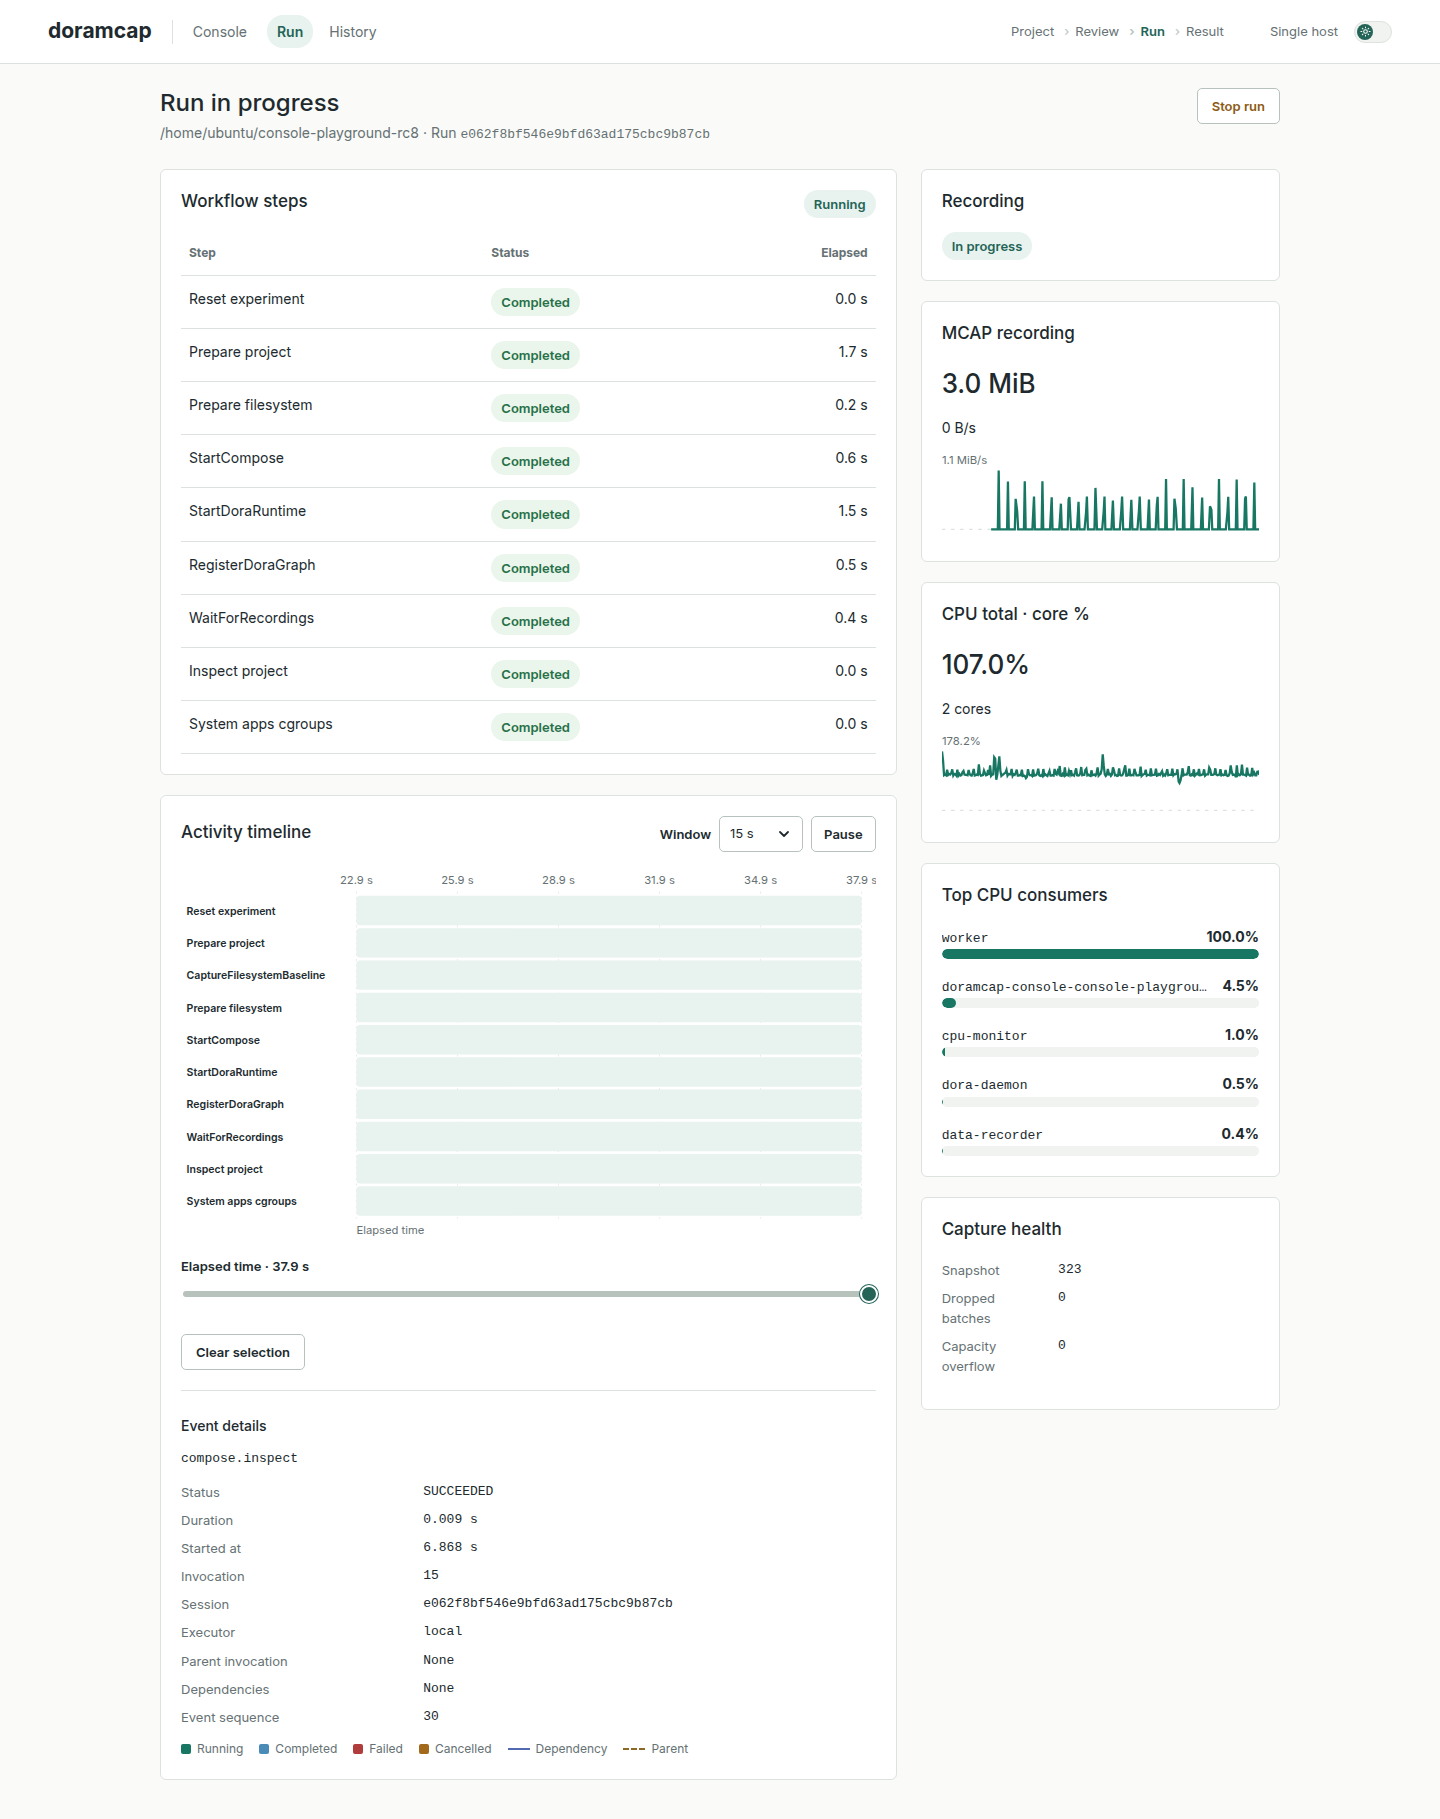 doramcap
Console
Run
History
Project › Review › Run › Result
Single host
Run in progress
/home/ubuntu/console-playground-rc8 · Run e062f8bf546e9bfd63ad175cbc9b87cb
Stop run
Workflow steps
Running
Step Status Elapsed
Reset experiment Completed 0.0 s
Prepare project Completed 1.7 s
Prepare filesystem Completed 0.2 s
StartCompose Completed 0.6 s
StartDoraRuntime Completed 1.5 s
RegisterDoraGraph Completed 0.5 s
WaitForRecordings Completed 0.4 s
Inspect project Completed 0.0 s
System apps cgroups Completed 0.0 s
Activity timeline
Window 15 s Pause
22.9 s 25.9 s 28.9 s 31.9 s 34.9 s 37.9 s
Reset experiment
Prepare project
CaptureFilesystemBaseline
Prepare filesystem
StartCompose
StartDoraRuntime
RegisterDoraGraph
WaitForRecordings
Inspect project
System apps cgroups
Elapsed time
Elapsed time · 37.9 s
Clear selection
Event details
compose.inspect
Status SUCCEEDED
Duration 0.009 s
Started at 6.868 s
Invocation 15
Session e062f8bf546e9bfd63ad175cbc9b87cb
Executor local
Parent invocation None
Dependencies None
Event sequence 30
Running Completed Failed Cancelled Dependency Parent
Recording
In progress
MCAP recording
3.0 MiB
0 B/s
1.1 MiB/s
CPU total · core %
107.0%
2 cores
178.2%
Top CPU consumers
worker 100.0%
doramcap-console-console-playgrou… 4.5%
cpu-monitor 1.0%
dora-daemon 0.5%
data-recorder 0.4%
Capture health
Snapshot 323
Dropped batches 0
Capacity overflow 0